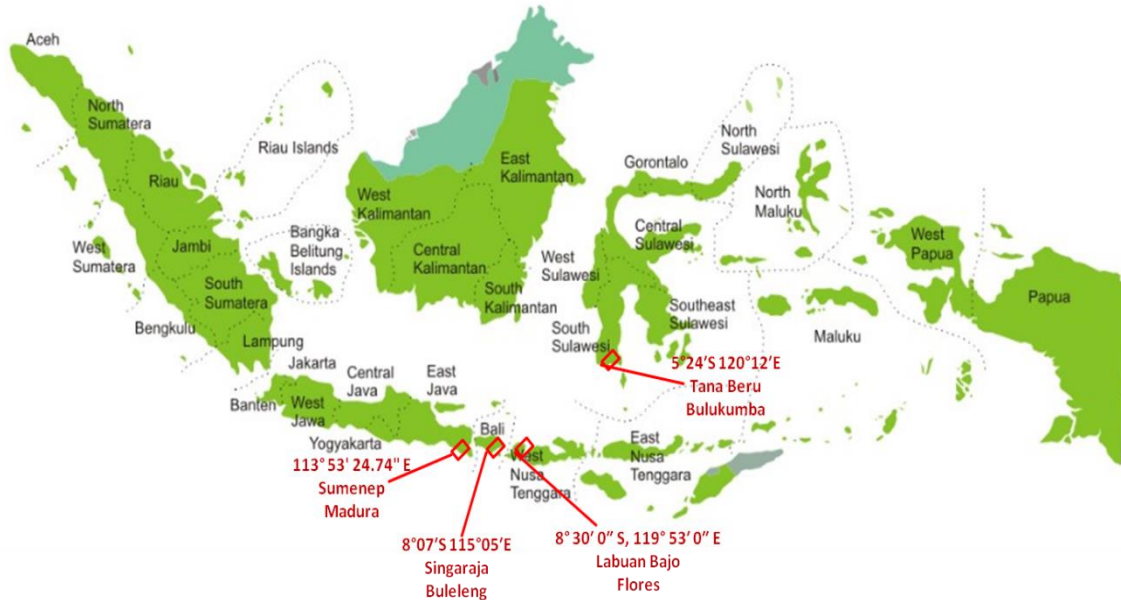 Aceh
North
Sumatera
Riau Islands
Riau
West
Sumatera
Jambi
Bangka
Belitung
Islands
South
Sumatera
Bengkulu
Lampung
West
Kalimantan
East
Kalimantan
Central
Kalimantan
South
Kalimantan
Gorontalo
North
Sulawesi
North
Maluku
Central
Sulawesi
West
Sulawesi
Southeast
Sulawesi
South
Sulawesi
West
Papua
Papua
Maluku
Jakarta
Banten
West
Jawa
Central
Java
East
Java
Yogyakarta
Bali
West
Nusa
Tenggara
East
Nusa
Tenggara
5°24’S 120°12’E
Tana Beru
Bulukumba
113° 53' 24.74" E
Sumenep
Madura
8°07’S 115°05’E
Singaraja
Buleleng
8° 30’ 0” S, 119° 53’ 0” E
Labuan Bajo
Flores